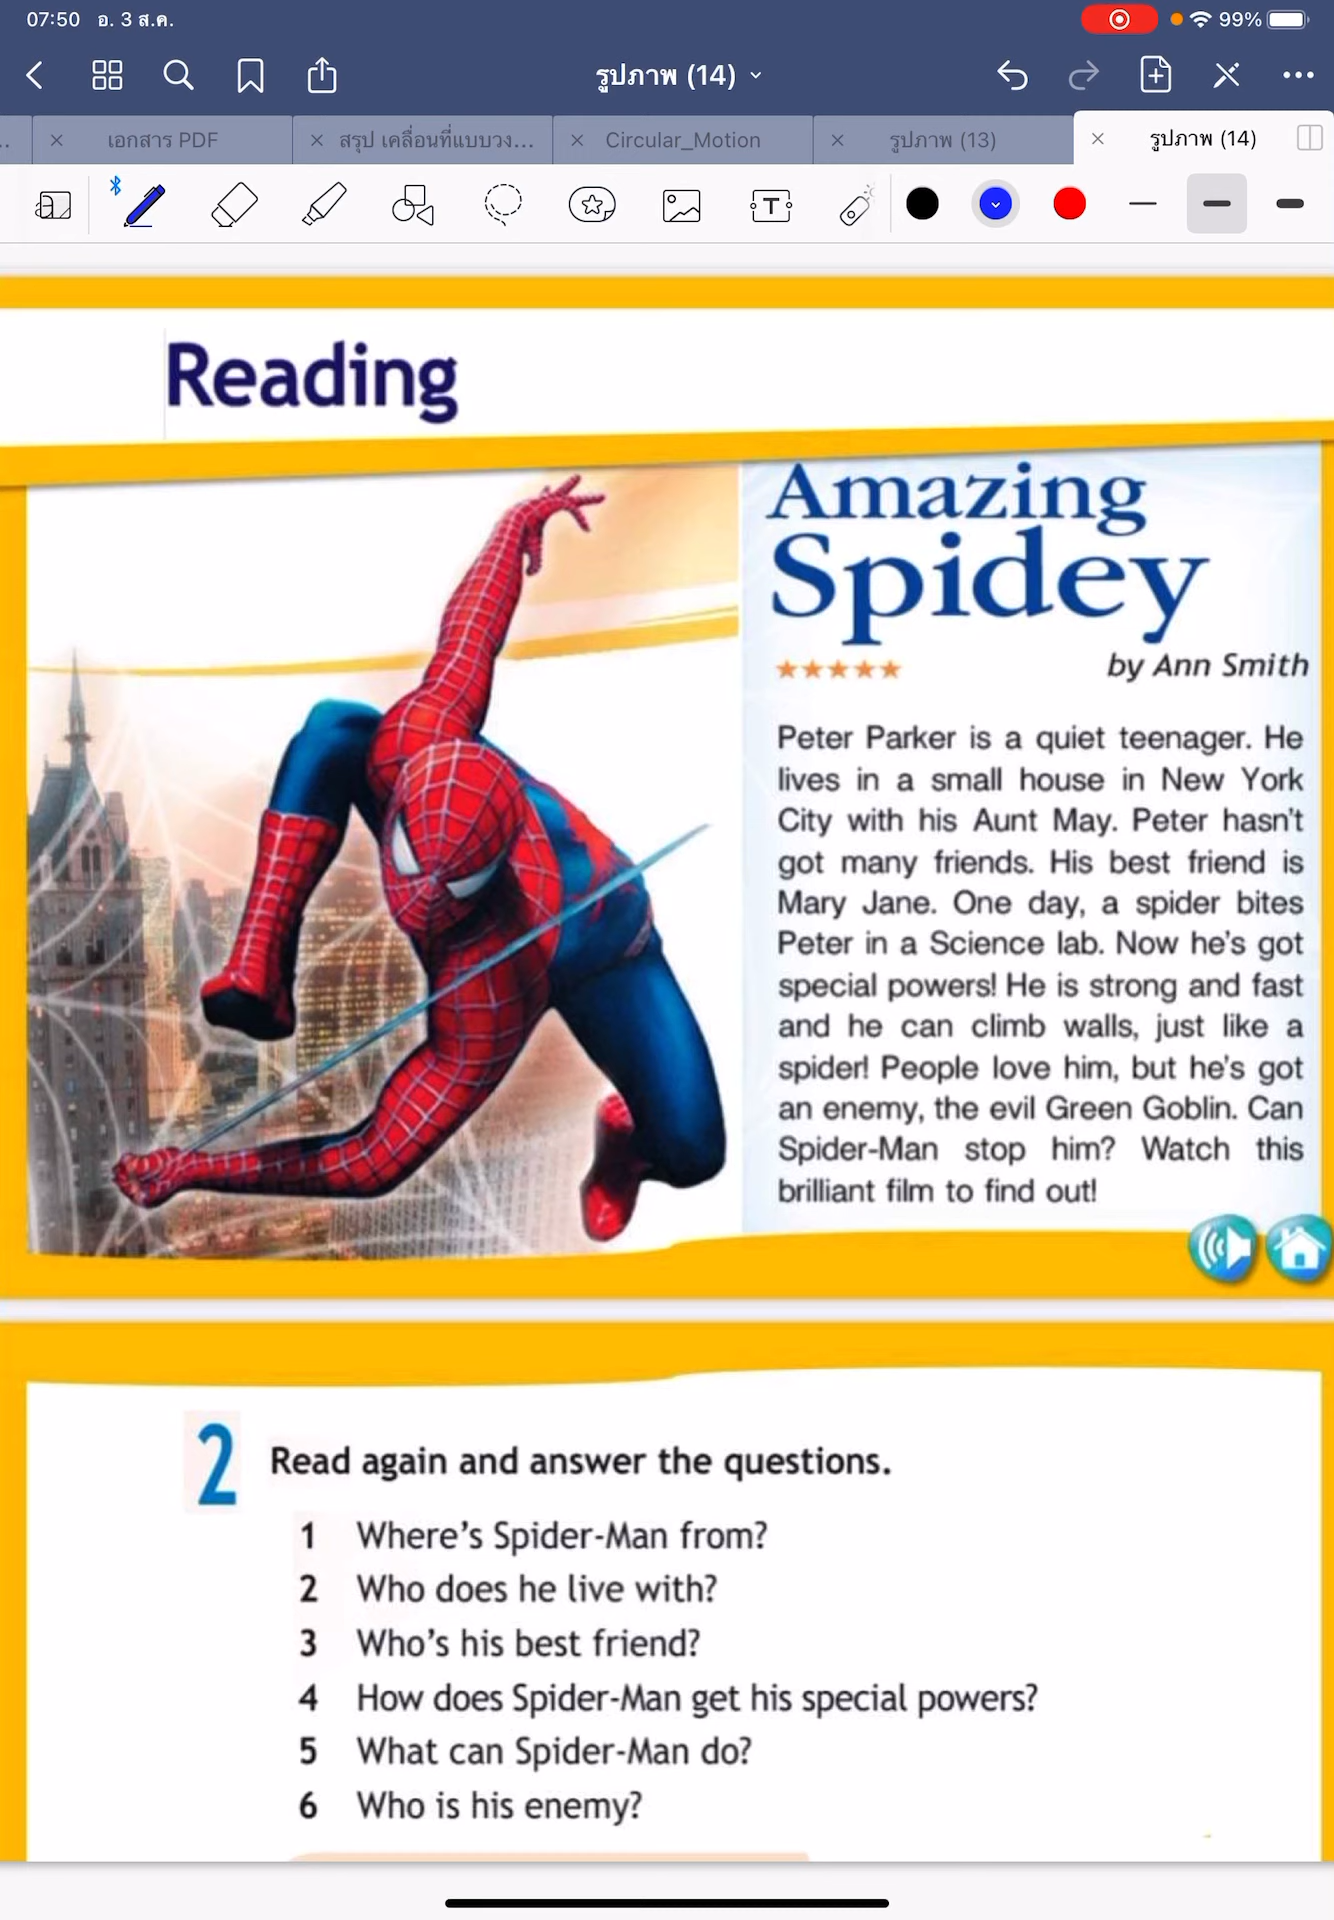 07:50 อ. 3 ส.ค.
99%
รูปภาพ (14)
เอกสาร PDF
สรุป เคลื่อนที่แบบวง...
Circular_Motion
รูปภาพ (13)
รูปภาพ (14)
Reading
Amazing
Spidey
by Ann Smith
Peter Parker is a quiet teenager. He
lives in a small house in New York
City with his Aunt May. Peter hasn't
got many friends. His best friend is
Mary Jane. One day, a spider bites
Peter in a Science lab. Now he's got
special powers! He is strong and fast
and he can climb walls, just like a
spider! People love him, but he's got
an enemy, the evil Green Goblin. Can
Spider-Man stop him? Watch this
brilliant film to find out!
2 Read again and answer the questions.
1 Where's Spider-Man from?
2 Who does he live with?
3 Who's his best friend?
4 How does Spider-Man get his special powers?
5 What can Spider-Man do?
6 Who is his enemy?